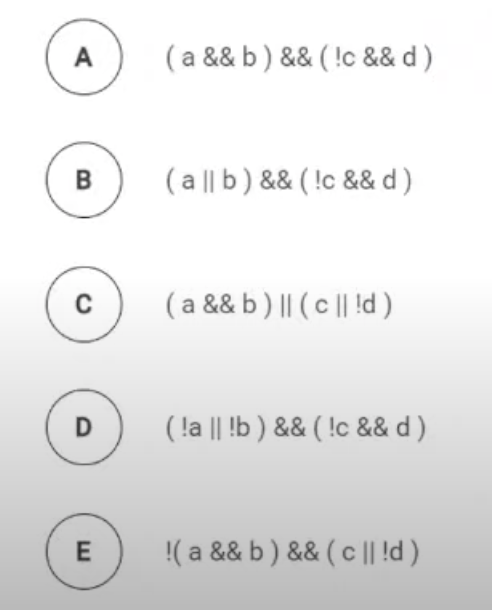 A ( a && b ) && ( !c && d )
B ( a || b ) && ( !c && d )
C ( a && b ) || ( c || !d )
D ( !a || !b ) && ( !c && d )
E !( a && b ) && ( c || !d )